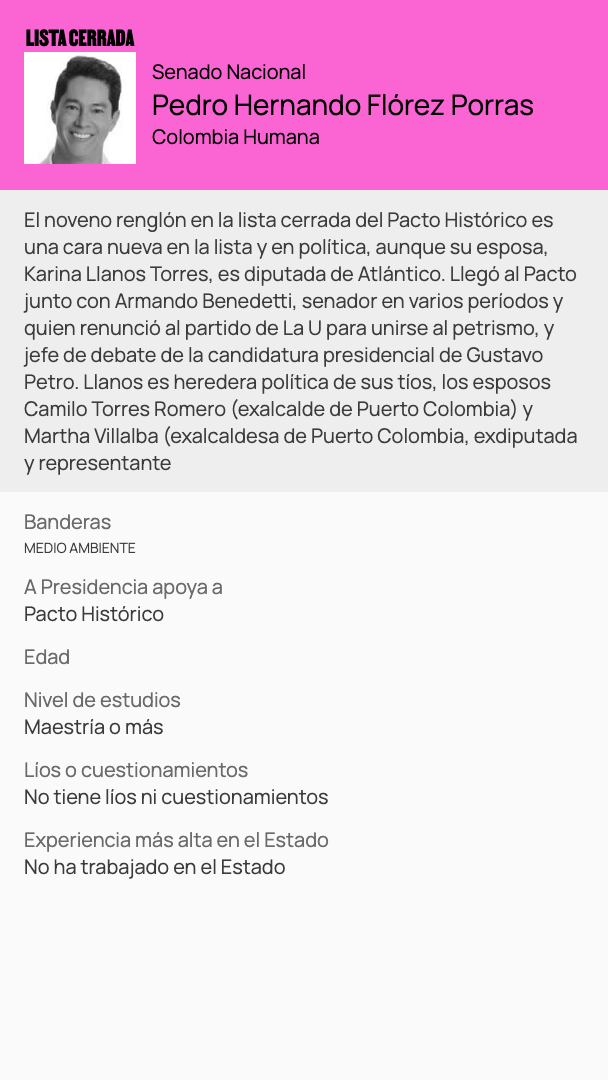 LISTA CERRADA
Senado Nacional
Pedro Hernando Flórez Porras
Colombia Humana
El noveno renglón en la lista cerrada del Pacto Histórico es
una cara nueva en la lista y en política, aunque su esposa,
Karina Llanos Torres, es diputada de Atlántico. Llegó al Pacto
junto con Armando Benedetti, senador en varios períodos y
quien renunció al partido de La U para unirse al petrismo, y
jefe de debate de la candidatura presidencial de Gustavo
Petro. Llanos es heredera política de sus tíos, los esposos
Camilo Torres Romero (exalcalde de Puerto Colombia) y
Martha Villalba (exalcaldesa de Puerto Colombia, exdiputada
y representante
Banderas
MEDIO AMBIENTE
A Presidencia apoya a
Pacto Histórico
Edad
Nivel de estudios
Maestría o más
Líos o cuestionamientos
No tiene líos ni cuestionamientos
Experiencia más alta en el Estado
No ha trabajado en el Estado